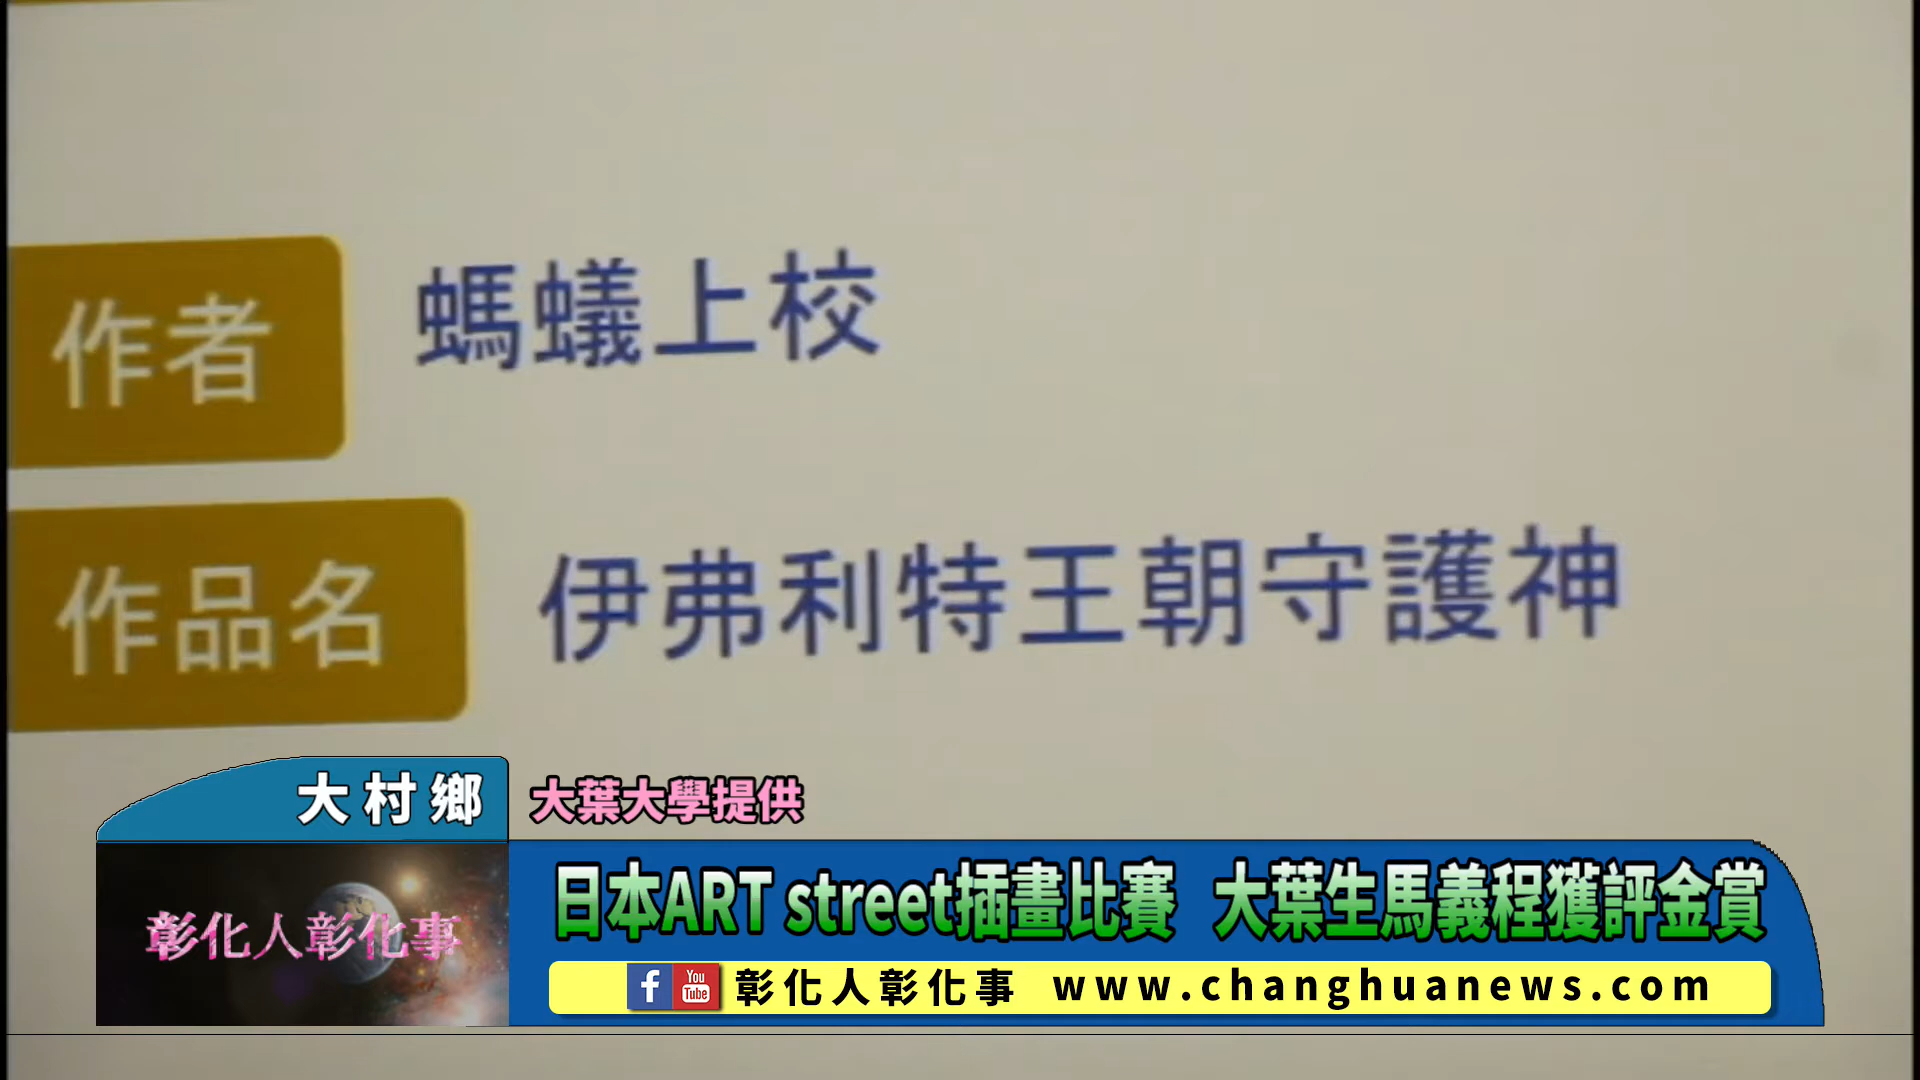 作者 螞蟻上校
作品名 伊弗利特王朝守護神
大村鄉 大葉大學提供
彰化人彰化事
日本ART street插畫比賽 大葉生馬義程獲評金賞
f You Tube 彰化人彰化事 www.changhuanews.com